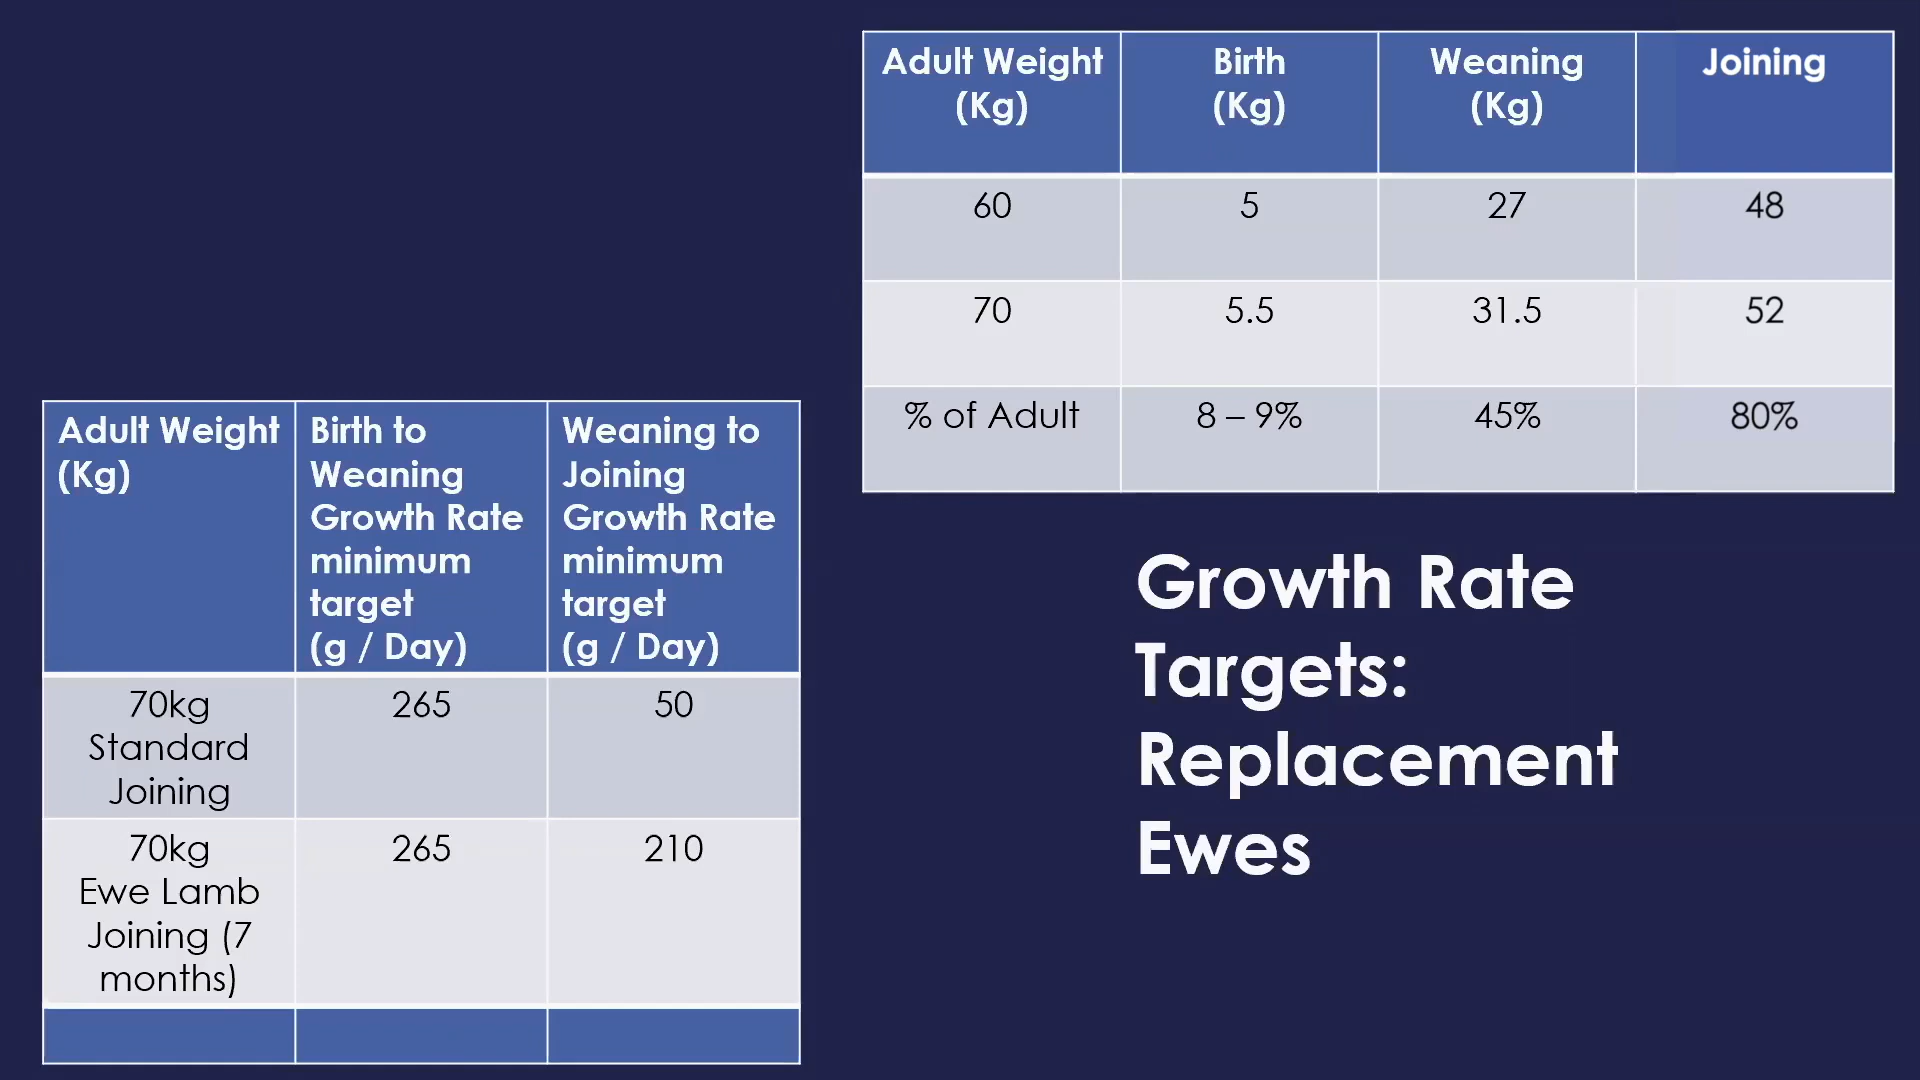 Adult Weight (Kg)
Birth (Kg)
Weaning (Kg)
Joining
60
5
27
48
70
5.5
31.5
52
% of Adult
8 – 9%
45%
80%
Adult Weight
(Kg)
Birth to
Weaning
Growth Rate
minimum
target
(g / Day)
Weaning to
Joining
Growth Rate
minimum
target
(g / Day)
70kg
Standard
Joining
265
50
70kg
Ewe Lamb
Joining (7
months)
265
210
Growth Rate
Targets:
Replacement
Ewes